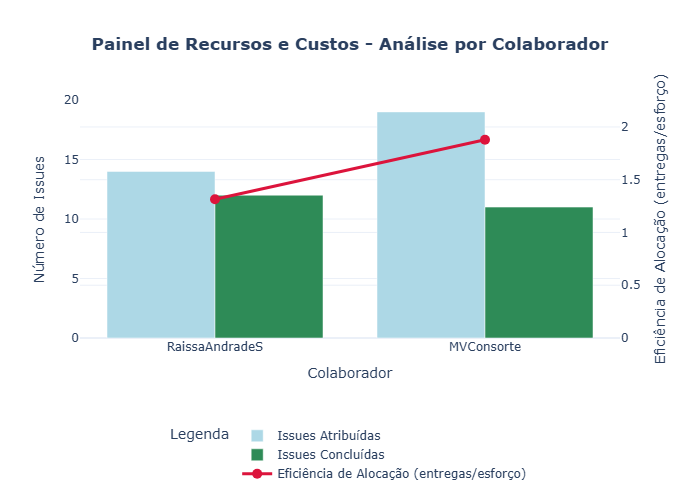 Painel de Recursos e Custos - Análise por Colaborador
Número de Issues
20
15
10
5
0
2
1.5
1
0.5
0
Eficiência de Alocação (entregas/esforço)
RaissaAndradeS
MVConsorte
Colaborador
Legenda
Issues Atribuídas
Issues Concluídas
Eficiência de Alocação (entregas/esforço)